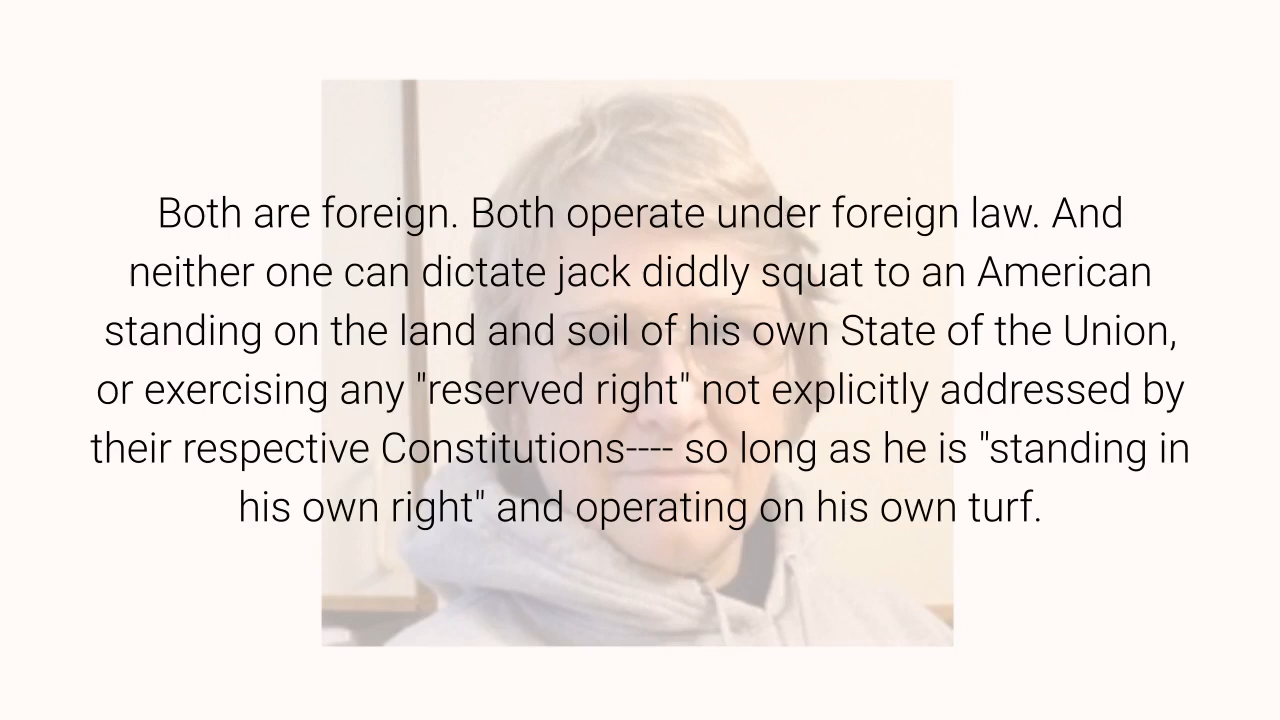 Both are foreign. Both operate under foreign law. And
neither one can dictate jack diddly squat to an American
standing on the land and soil of his own State of the Union,
or exercising any "reserved right" not explicitly addressed by
their respective Constitutions---- so long as he is "standing in
his own right" and operating on his own turf.